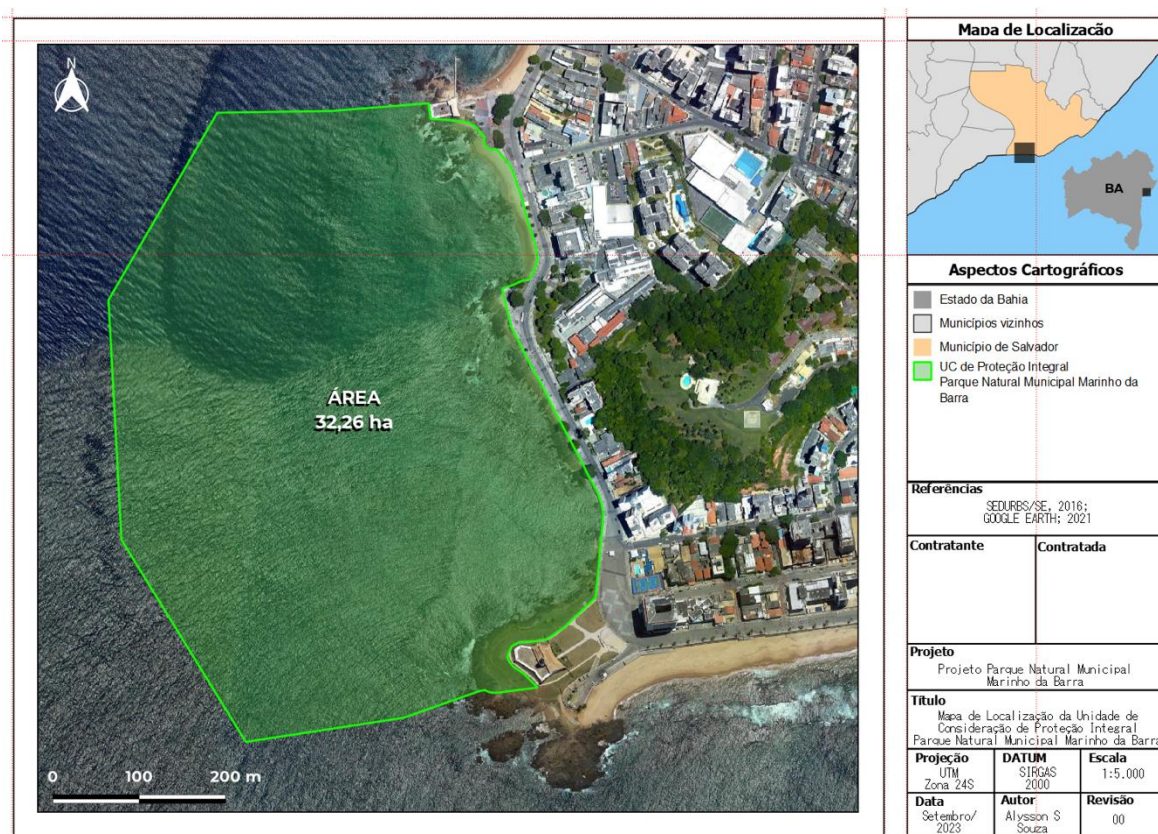 N
ÁREA
32,26 ha
0 100 200 m
Mapa de Localização
BA
Aspectos Cartográficos
Estado da Bahia
Municípios vizinhos
Município de Salvador
UC de Proteção Integral
Parque Natural Municipal Marinho da
Barra
Referências
SEDURBS/SE, 2016;
GOOGLE EARTH; 2021
Contratante
Contratada
Projeto
Projeto Parque Natural Municipal
Marinho da Barra
Título
Mapa de Localização da Unidade de
Consideração de Proteção Integral
Parque Natural Municipal Marinho da Barra
Projeção
UTM
Zona 24S
DATUM
SIRGAS
2000
Escala
1:5.000
Data
Setembro/
2023
Autor
Alysson S
Souza
Revisão
00